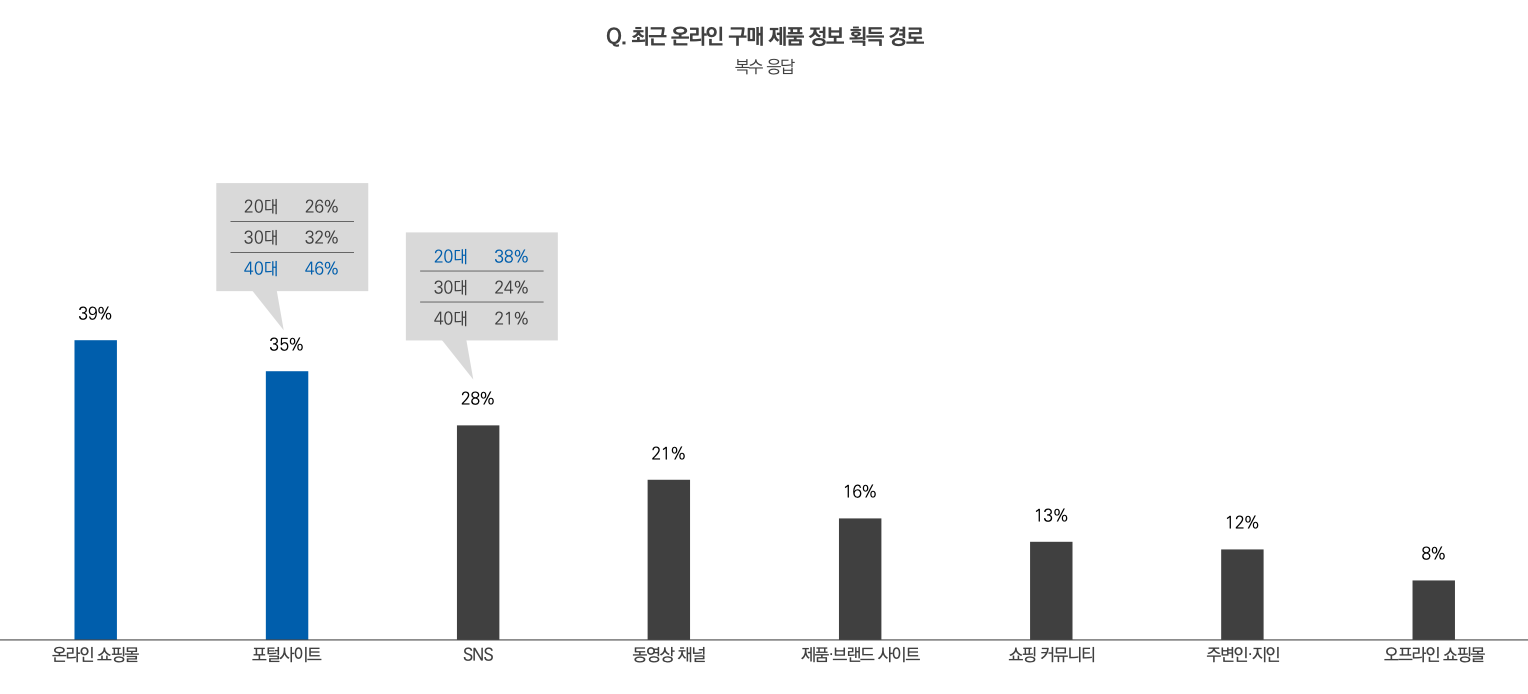 Q. 최근 온라인 구매 제품 정보 획득 경로
복수 응답
20대 26%
30대 32%
40대 46%
20대 38%
30대 24%
40대 21%
39%
35%
28%
21%
16%
13%
12%
8%
온라인 쇼핑몰
포털사이트
SNS
동영상 채널
제품·브랜드 사이트
쇼핑 커뮤니티
주변인·지인
오프라인 쇼핑몰